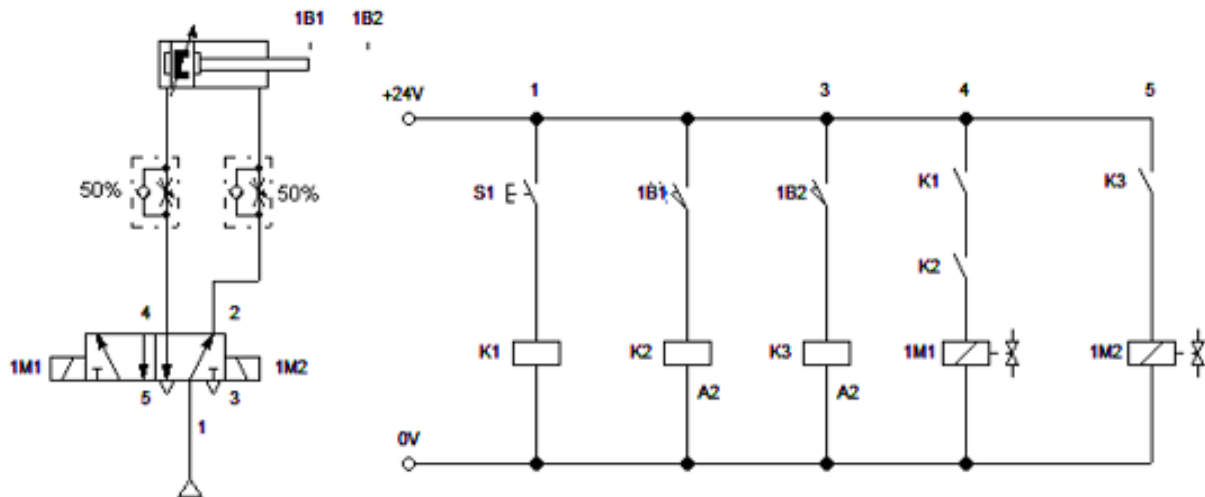 1B1 1B2
4
50% 50%
4 2
1M1 1M2
5 3
1
1 3 4 5
+24V
S1 1B1 1B2 K1 K3
K2
K1 K2 K3 1M1 1M2
A2 A2
0V